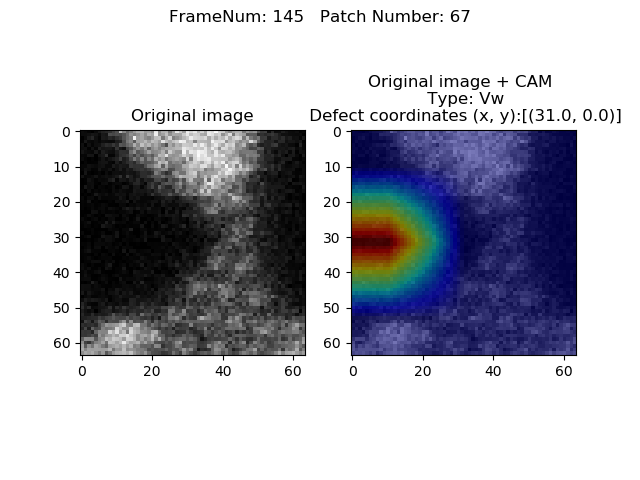 FrameNum: 145   Patch Number: 67
Original image
Original image + CAM
Type: Vw
Defect coordinates (x, y):[(31.0, 0.0)]
0
10
20
30
40
50
60
0 20 40 60
0
10
20
30
40
50
60
0 20 40 60